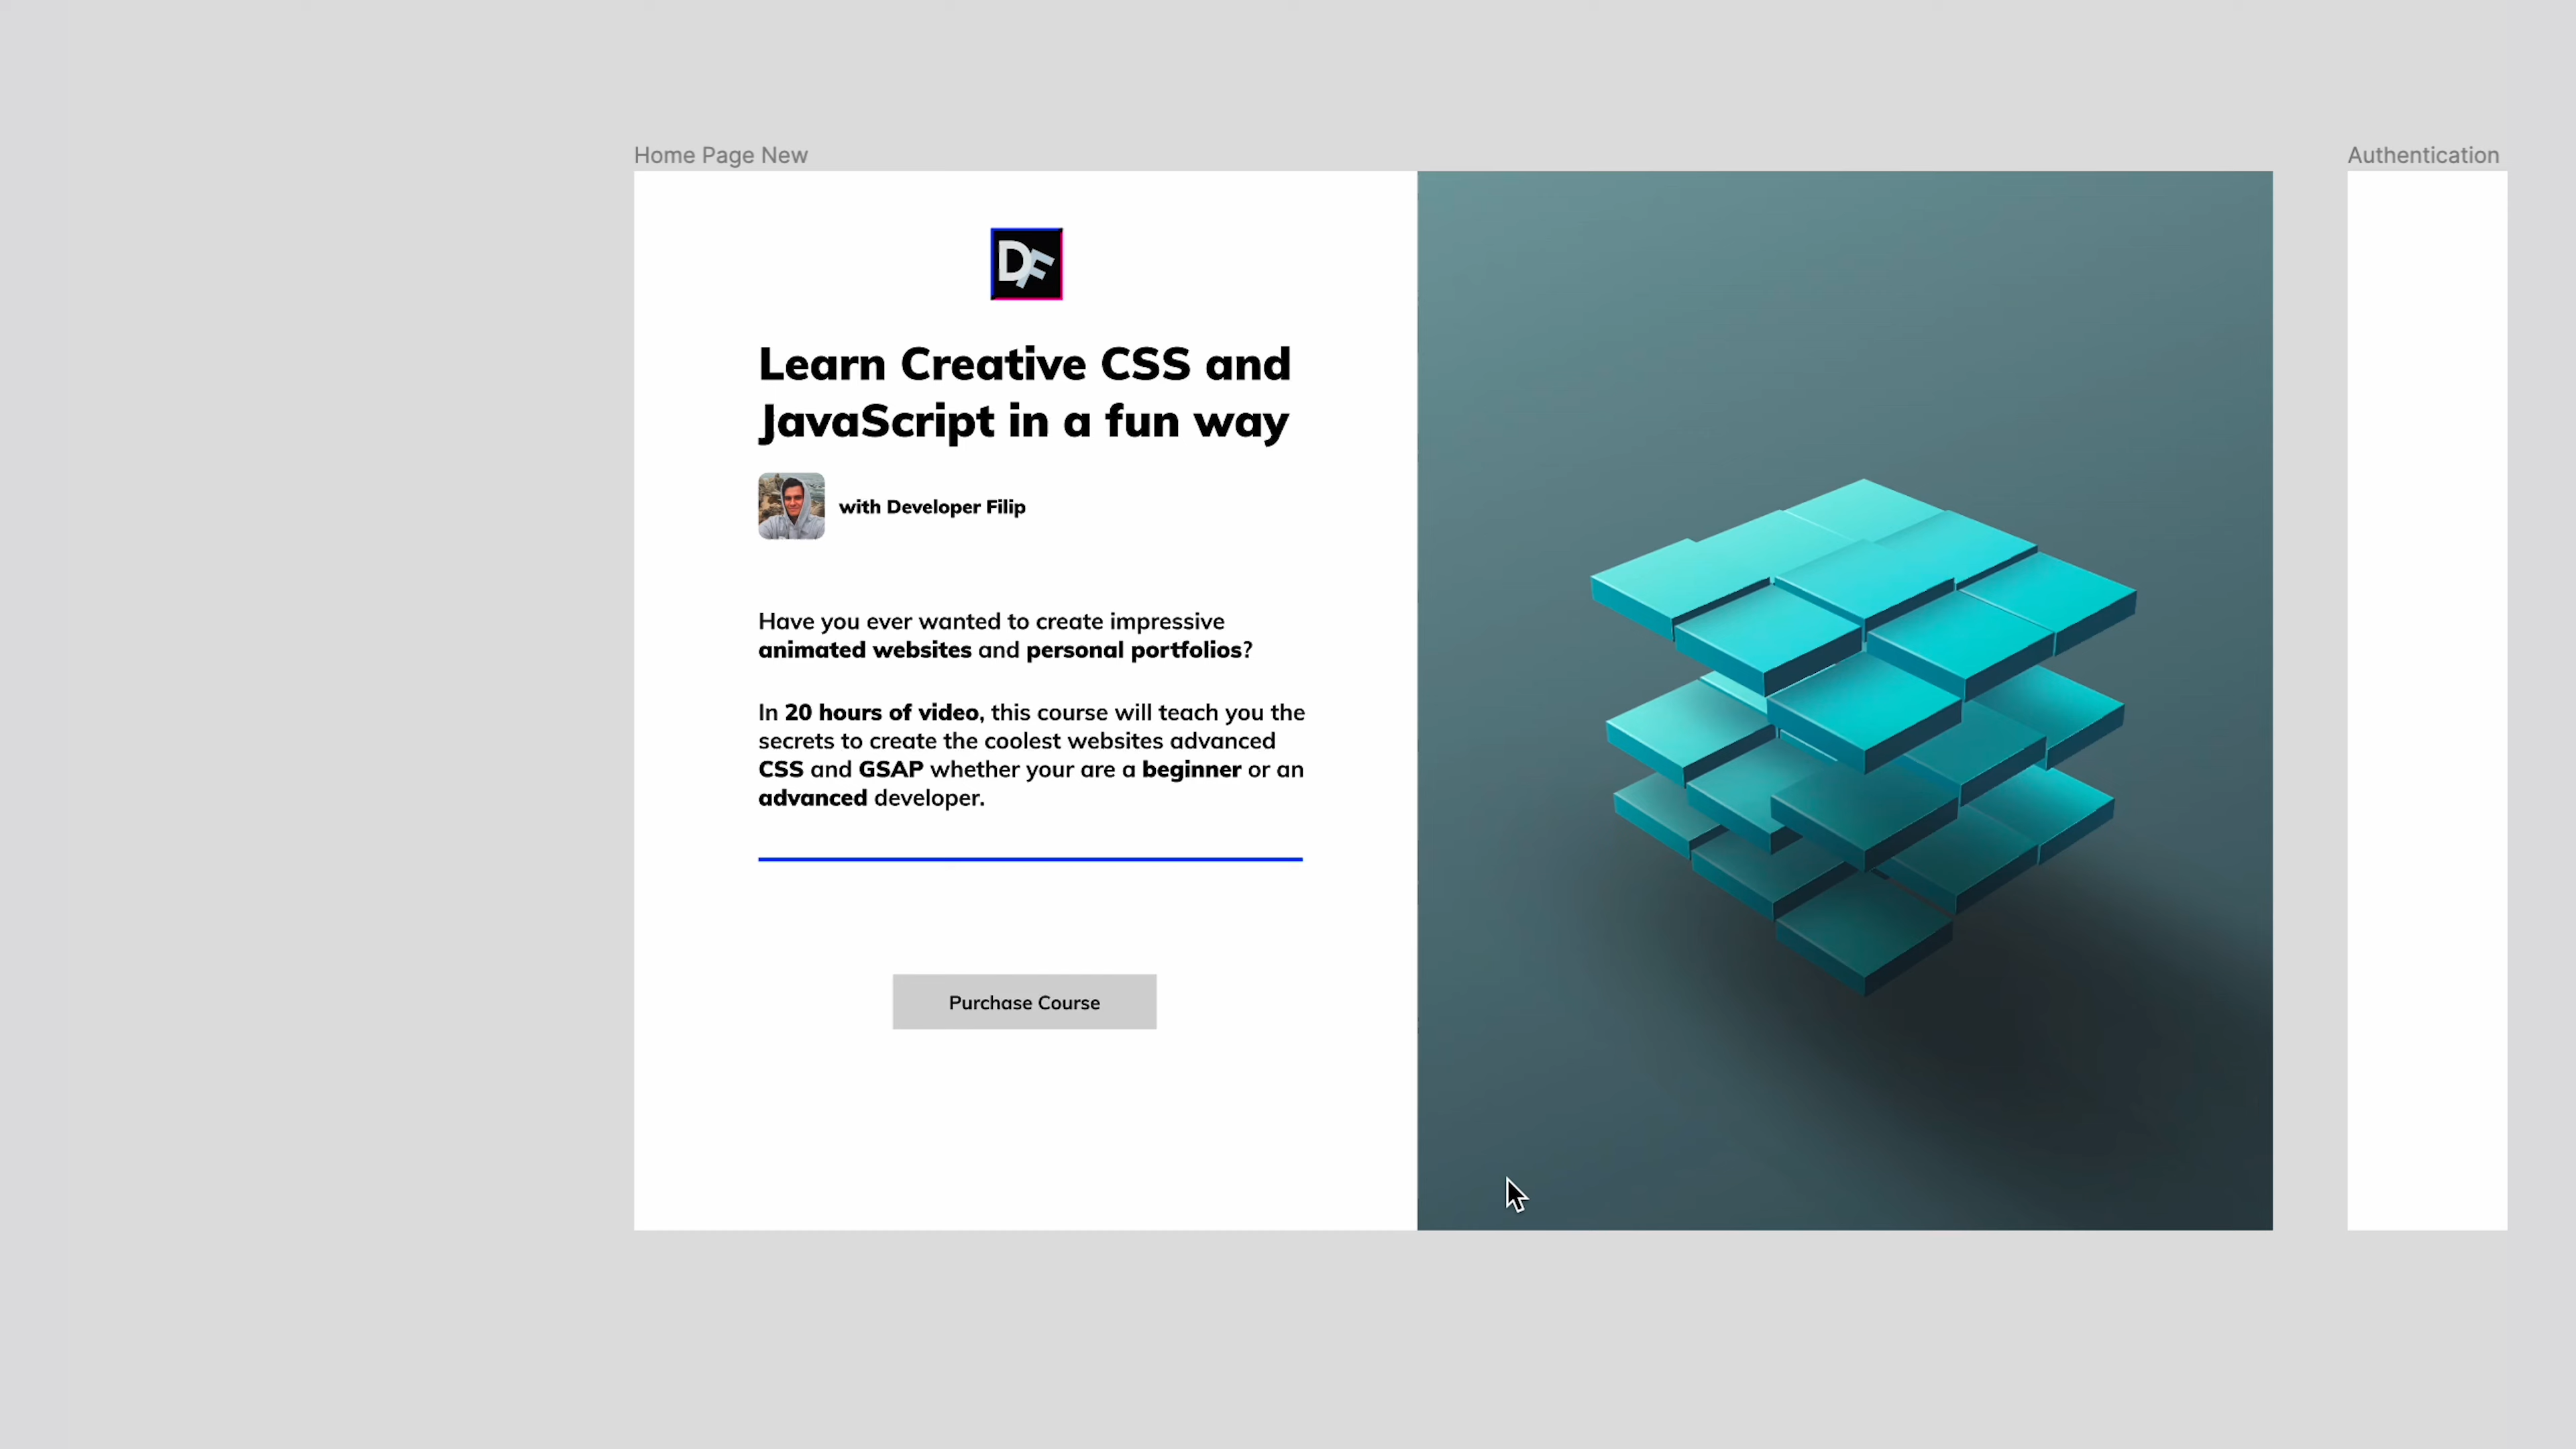 Home Page New
Authentication
DF
Learn Creative CSS and
JavaScript in a fun way
with Developer Filip
Have you ever wanted to create impressive
animated websites and personal portfolios?
In 20 hours of video, this course will teach you the
secrets to create the coolest websites advanced
CSS and GSAP whether your are a beginner or an
advanced developer.
Purchase Course